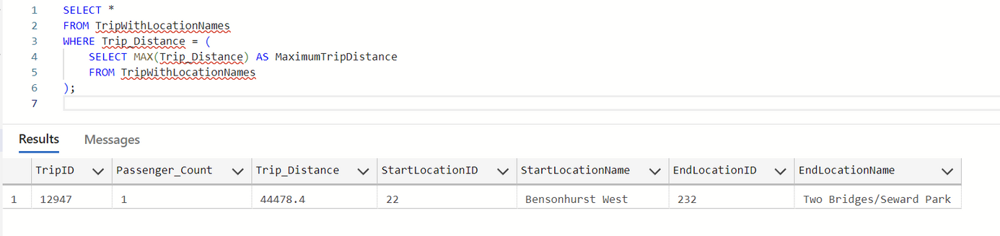 1 SELECT *
2 FROM TripWithLocationNames
3 WHERE Trip_Distance = (
4 SELECT MAX(Trip_Distance) AS MaximumTripDistance
5 FROM TripWithLocationNames
6 );
7
Results Messages
TripID Passenger_Count Trip_Distance StartLocationID StartLocationName EndLocationID EndLocationName
1 12947 1 44478.4 22 Bensonhurst West 232 Two Bridges/Seward Park